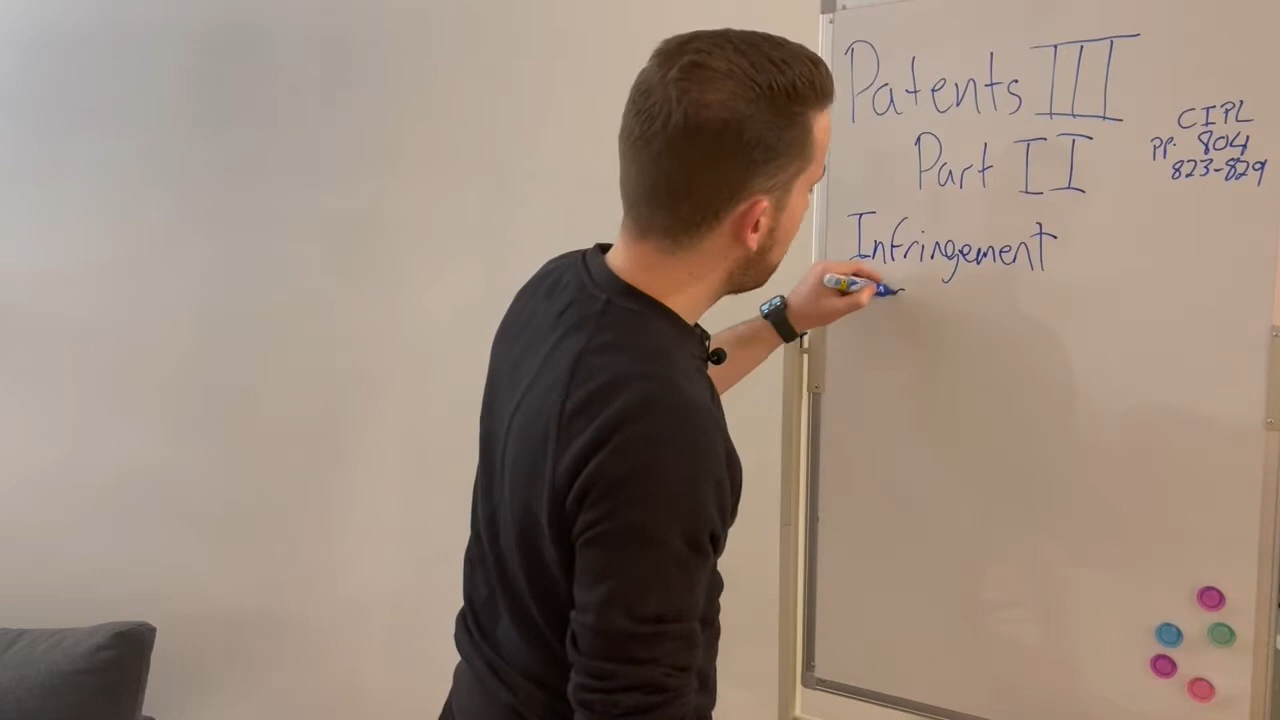 Patents III
Part II
CIPL
pp. 804
823-829
Infringement